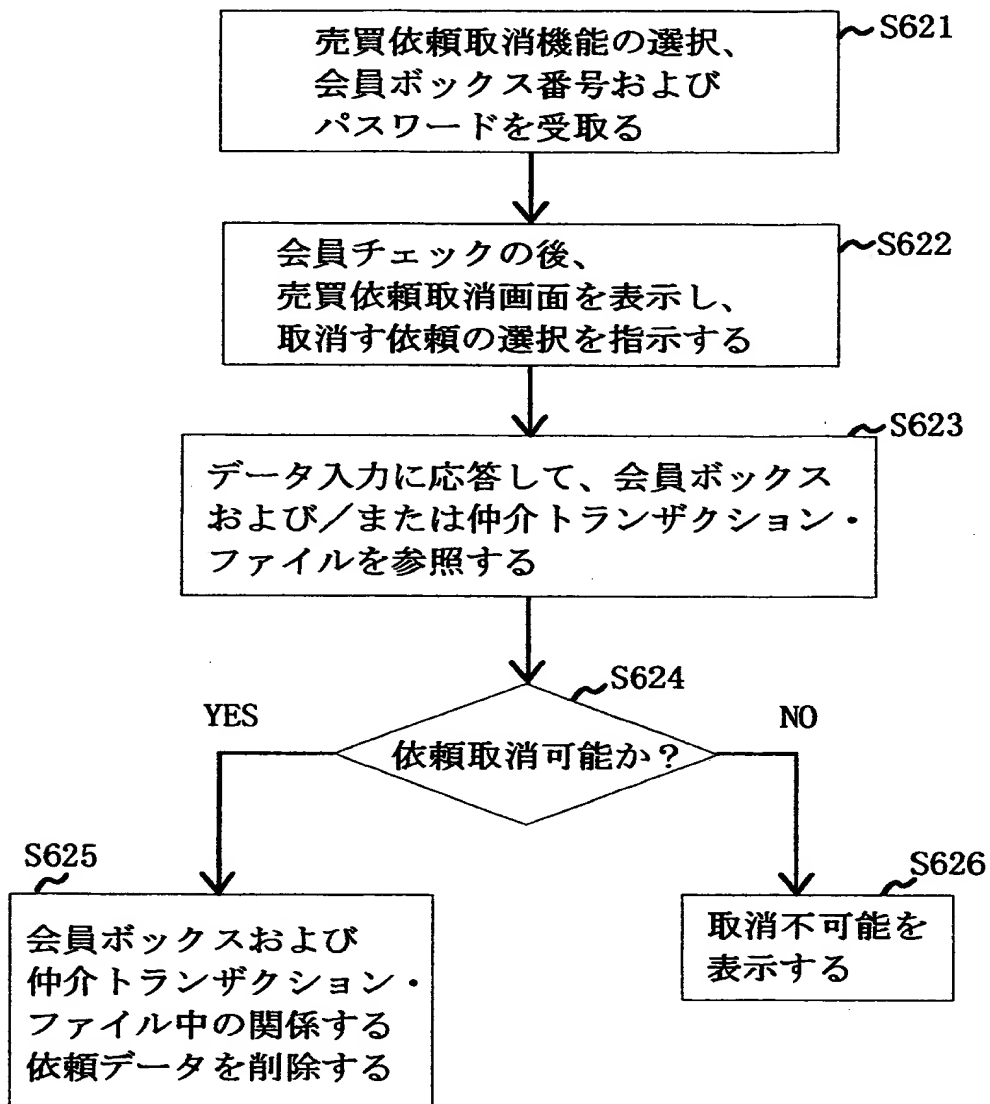 S621
売買依頼取消機能の選択、
会員ボックス番号および
パスワードを受取る
S622
会員チェックの後、
売買依頼取消画面を表示し、
取消す依頼の選択を指示する
S623
データ入力に応答して、会員ボックス
および／または仲介トランザクション・
ファイルを参照する
S624
YES
NO
依頼取消可能か？
S625
会員ボックスおよび
仲介トランザクション・
ファイル中の関係する
依頼データを削除する
S626
取消不可能を
表示する